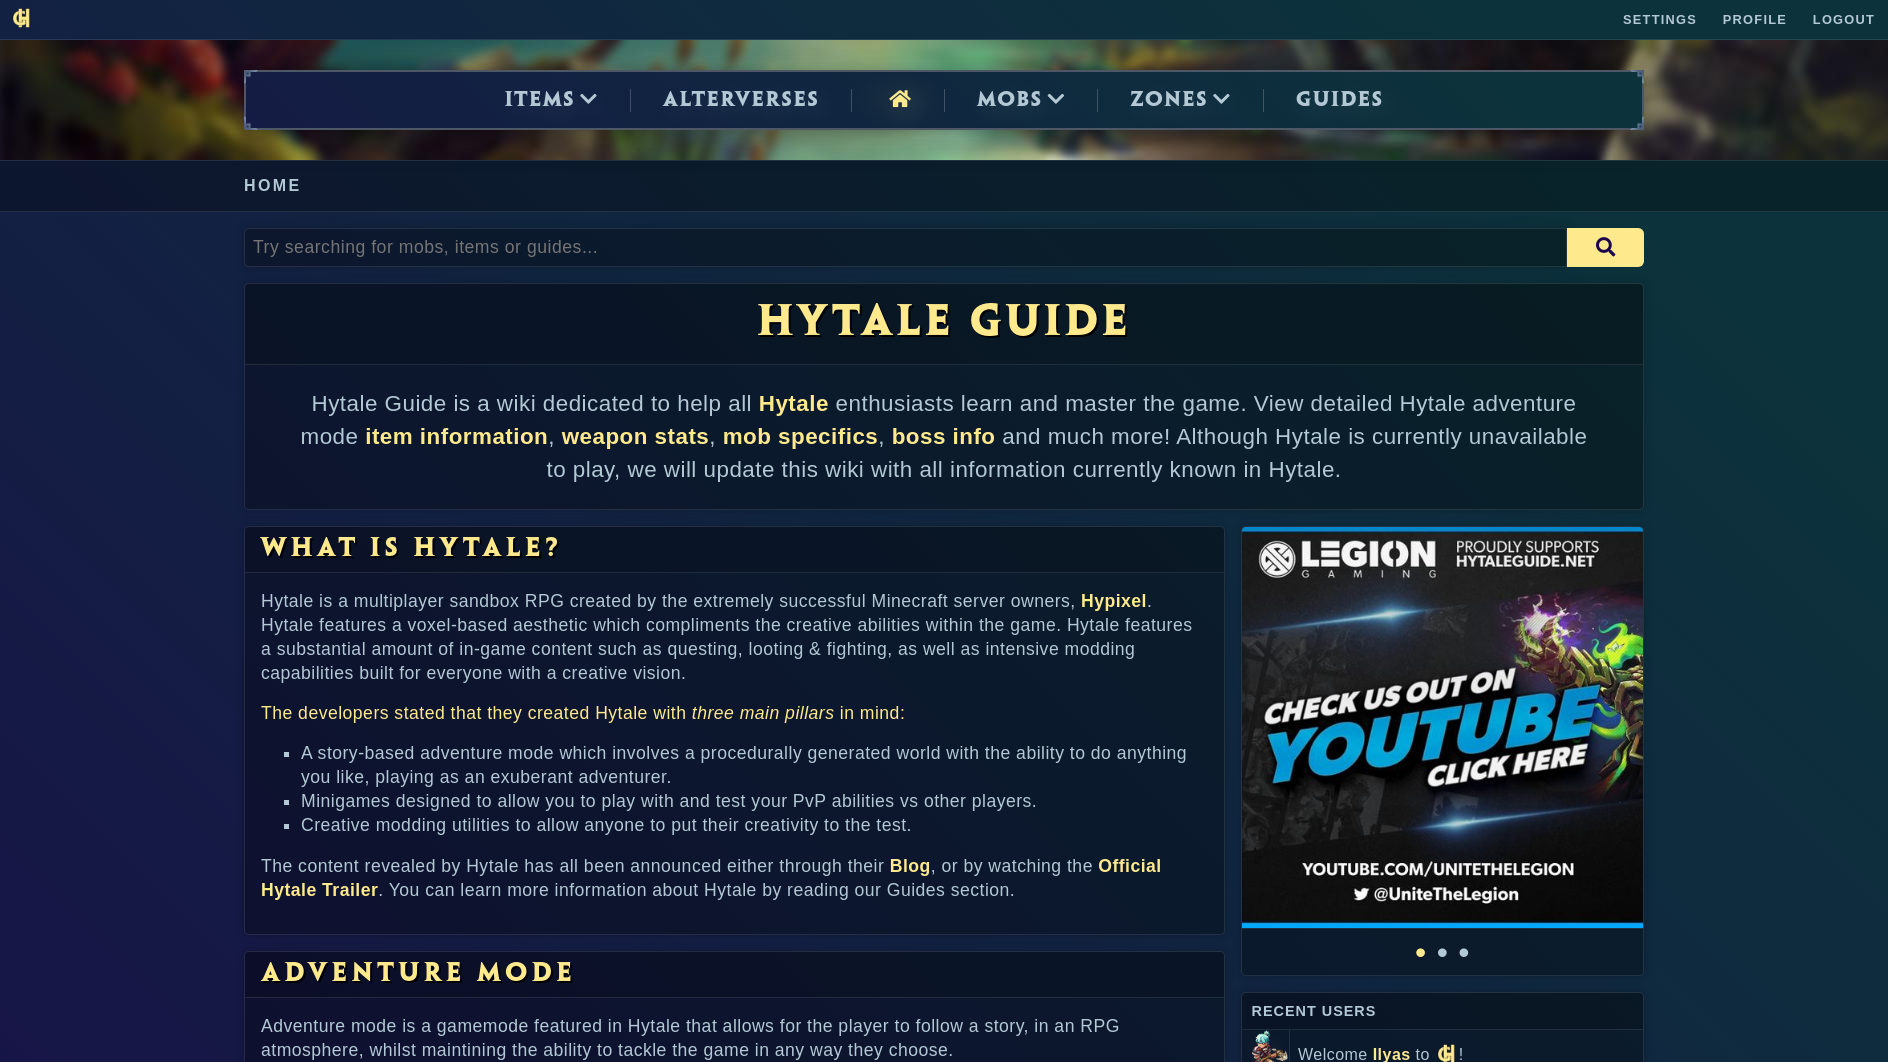 SETTINGS PROFILE LOGOUT
ITEMS ALTERVERSES MOBS ZONES GUIDES
HOME
Try searching for mobs, items or guides...
HYTALE GUIDE
Hytale Guide is a wiki dedicated to help all Hytale enthusiasts learn and master the game. View detailed Hytale adventure
mode item information, weapon stats, mob specifics, boss info and much more! Although Hytale is currently unavailable
to play, we will update this wiki with all information currently known in Hytale.
WHAT IS HYTALE?
Hytale is a multiplayer sandbox RPG created by the extremely successful Minecraft server owners, Hypixel.
Hytale features a voxel-based aesthetic which compliments the creative abilities within the game. Hytale features
a substantial amount of in-game content such as questing, looting & fighting, as well as intensive modding
capabilities built for everyone with a creative vision.
The developers stated that they created Hytale with three main pillars in mind:
▪ A story-based adventure mode which involves a procedurally generated world with the ability to do anything
you like, playing as an exuberant adventurer.
▪ Minigames designed to allow you to play with and test your PvP abilities vs other players.
▪ Creative modding utilities to allow anyone to put their creativity to the test.
The content revealed by Hytale has all been announced either through their Blog, or by watching the Official
Hytale Trailer. You can learn more information about Hytale by reading our Guides section.
ADVENTURE MODE
Adventure mode is a gamemode featured in Hytale that allows for the player to follow a story, in an RPG
atmosphere, whilst maintining the ability to tackle the game in any way they choose.
LEGION
GAMING
PROUDLY SUPPORTS
HYTALEGUIDE.NET
CHECK US OUT ON
YOUTUBE
CLICK HERE
YOUTUBE.COM/UNITETHELEGION
@UniteTheLegion
RECENT USERS
Welcome Ilyas to !